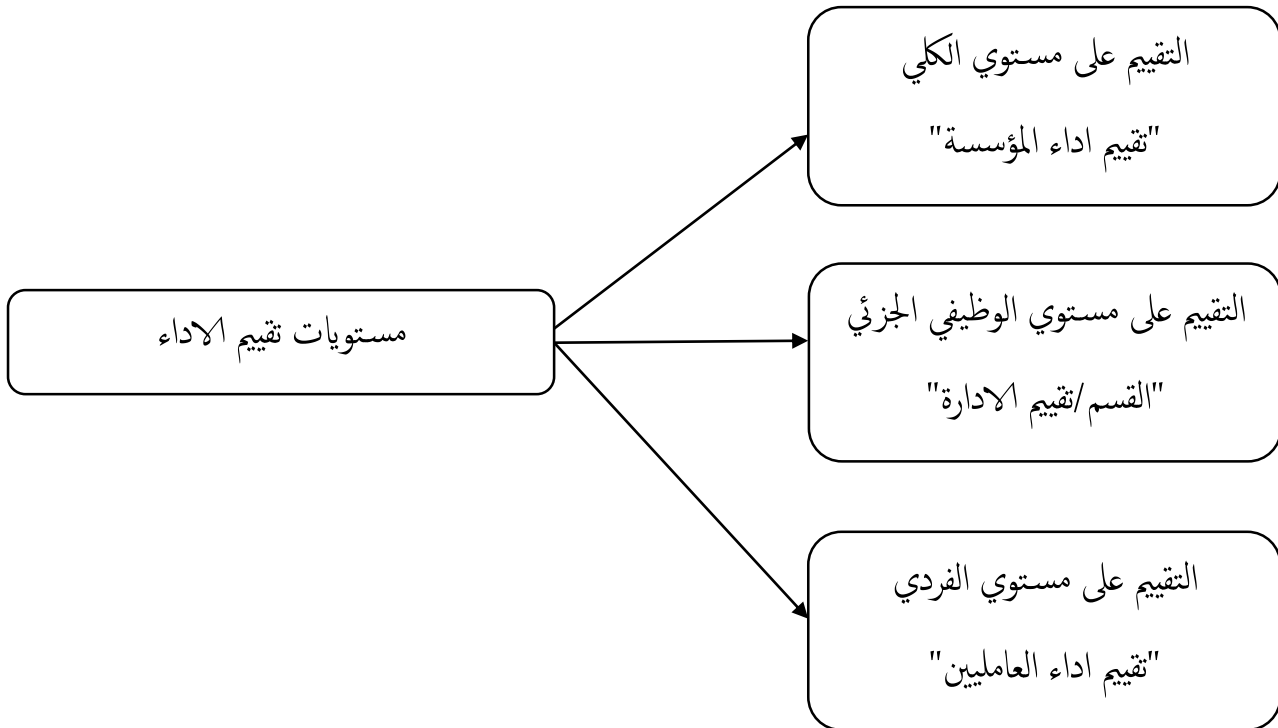 مستويات تقييم الاداء
التقييم على مستوي الكلي
"تقييم اداء المؤسسة"
التقييم على مستوي الوظيفي الجزئي
"القسم/تقييم الادارة"
التقييم على مستوي الفردي
"تقييم اداء العامليين"